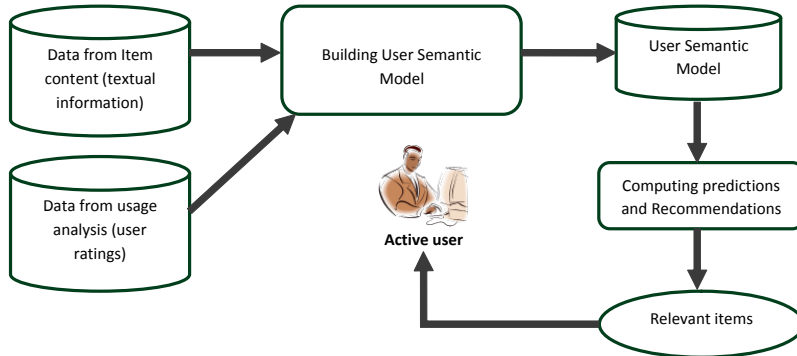 Data from Item
content (textual
information)
Building User Semantic
Model
User Semantic
Model
Data from usage
analysis (user
ratings)
Active user
Computing predictions
and Recommendations
Relevant items